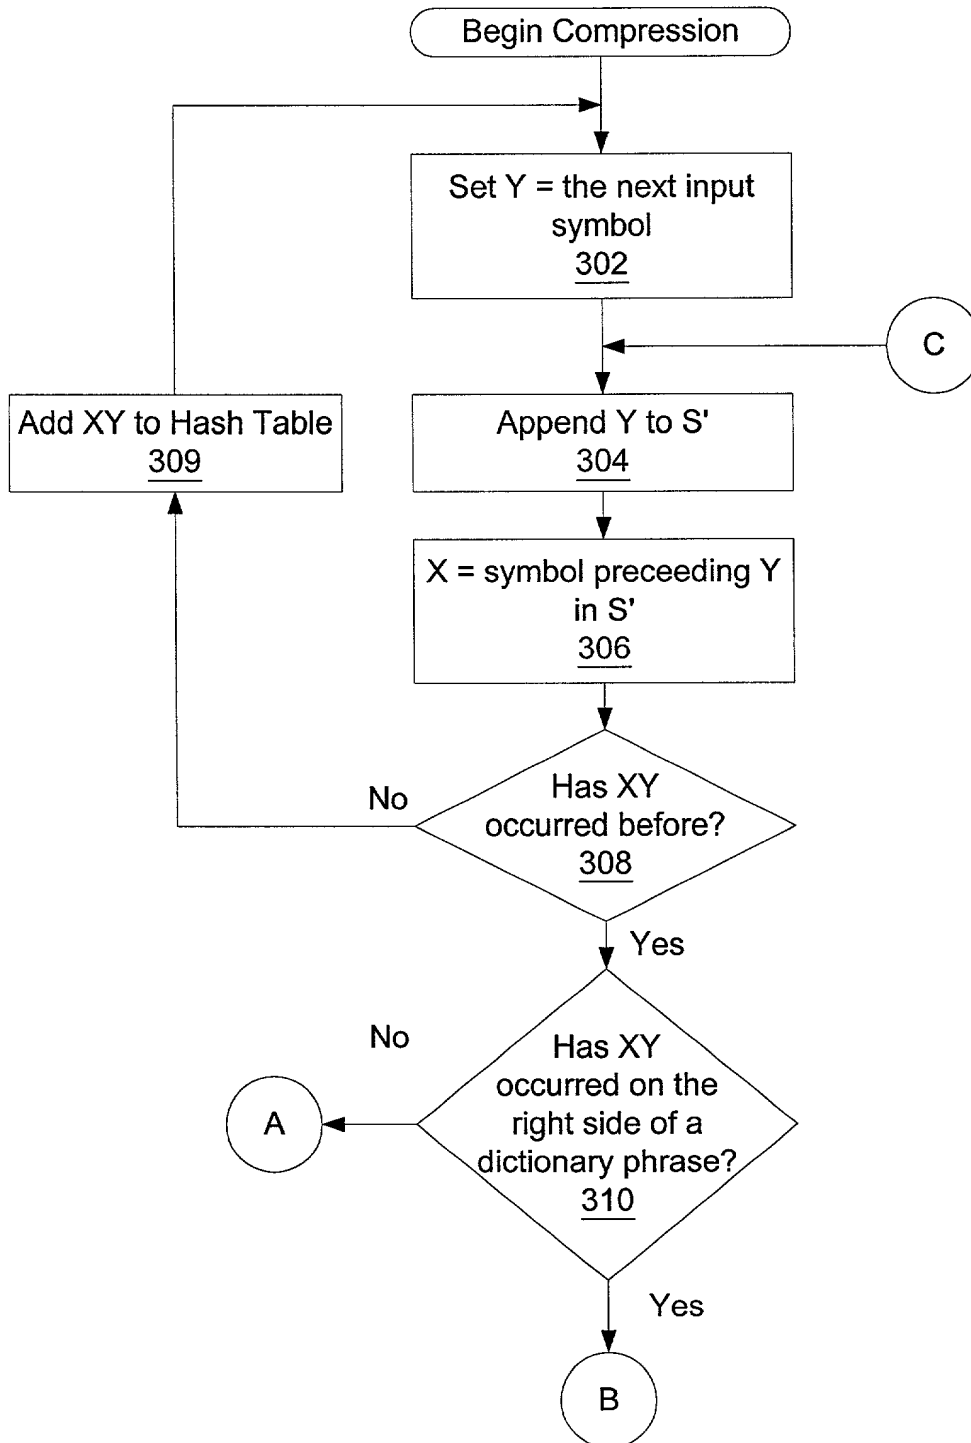 Begin Compression
Set Y = the next input
symbol
302
C
Add XY to Hash Table
309
Append Y to S'
304
X = symbol preceeding Y
in S'
306
No
Has XY
occurred before?
308
Yes
No
Has XY
occurred on the
right side of a
dictionary phrase?
310
A
Yes
B